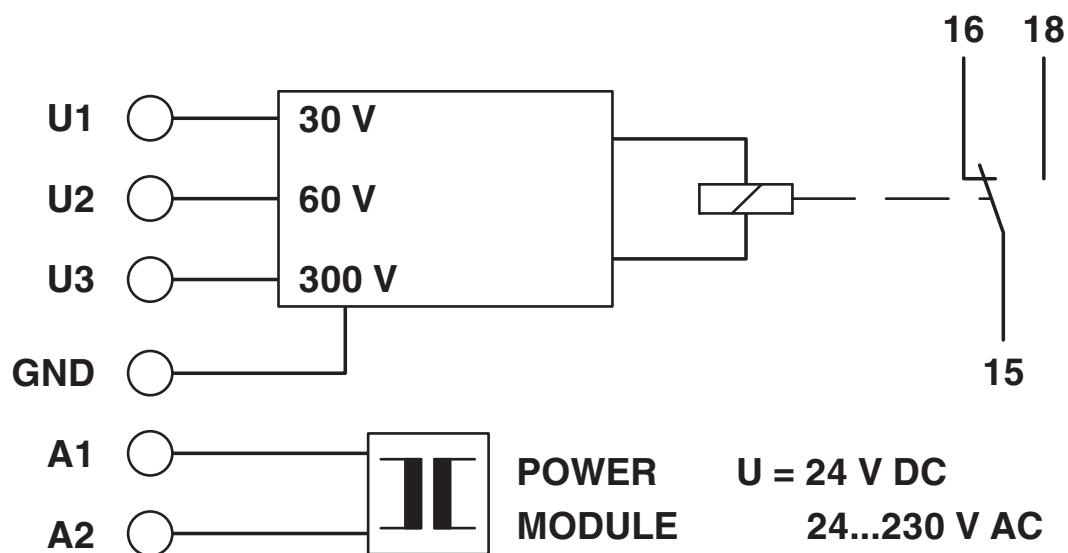 16 18
U1 30 V
U2 60 V
U3 300 V
GND
15
A1
POWER U = 24 V DC
A2 MODULE 24...230 V AC